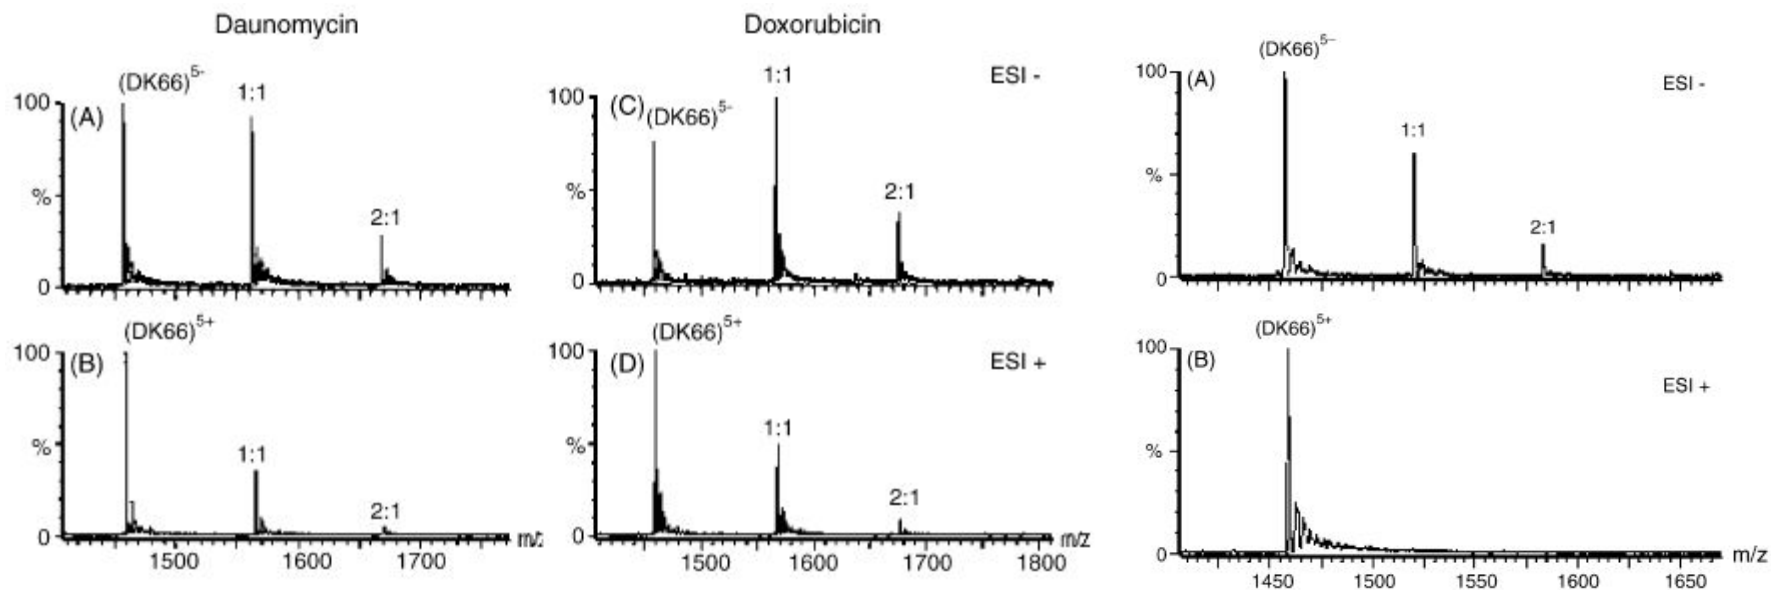 Daunomycin
Doxorubicin
(DK66)⁵⁻
1:1
2:1
100
(A)
%
0
(C)
(DK66)⁵⁻
1:1
2:1
ESI -
100
%
0
1500
1600
1700
(DK66)⁵⁺
1:1
2:1
100
(B)
%
0
m/z
1500
1600
1700
(DK66)⁵⁺
1:1
2:1
ESI +
100
(D)
%
0
m/z
1500
1600
1700
1800
(DK66)⁵⁻
1:1
2:1
ESI -
100
(A)
%
0
1450
1500
1550
1600
1650
(DK66)⁵⁺
ESI +
100
(B)
%
0
m/z